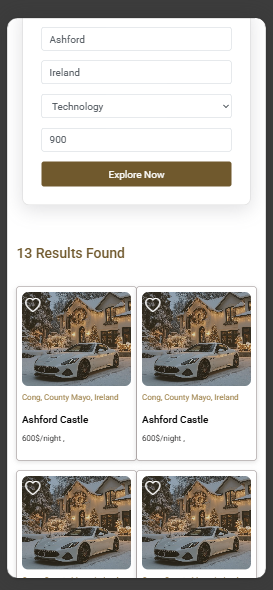 Ashford
Ireland
Technology
900
Explore Now
13 Results Found
Cong, County Mayo, Ireland
Ashford Castle
600$/night ,
Cong, County Mayo, Ireland
Ashford Castle
600$/night ,